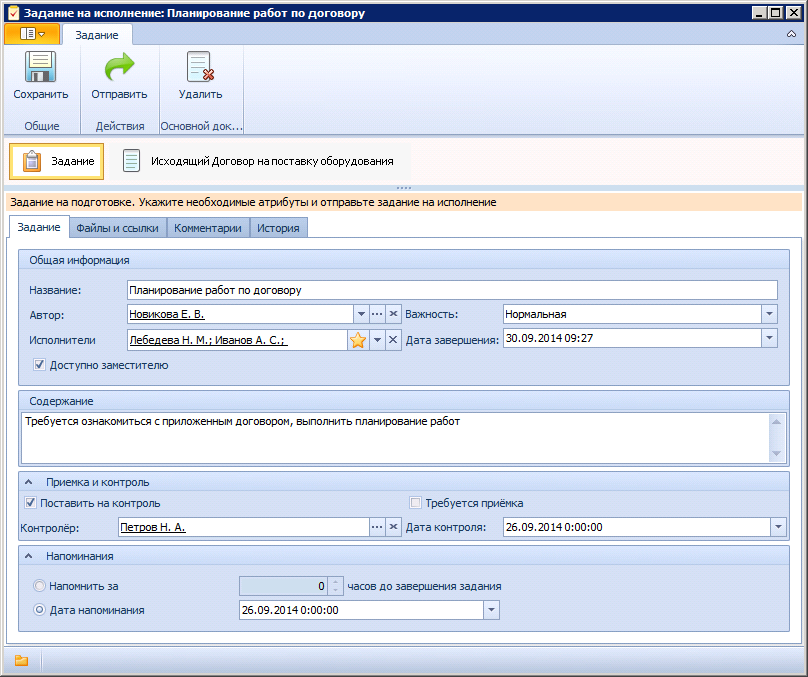 Задание на исполнение: Планирование работ по договору
Задание
Сохранить Отправить Удалить
Общие Действия Основной док...
Задание Исходящий Договор на поставку оборудования
Задание на подготовке. Укажите необходимые атрибуты и отправьте задание на исполнение
Задание Файлы и ссылки Комментарии История
Общая информация
Название: Планирование работ по договору
Автор: Новикова Е. В. Важность: Нормальная
Исполнители Лебедева Н. М.; Иванов А. С.; Дата завершения: 30.09.2014 09:27
Доступно заместителю
Содержание
Требуется ознакомиться с приложенным договором, выполнить планирование работ
Приемка и контроль
Поставить на контроль Требуется приёмка
Контролёр: Петров Н. А. Дата контроля: 26.09.2014 0:00:00
Напоминания
Напомнить за 0 часов до завершения задания
Дата напоминания 26.09.2014 0:00:00